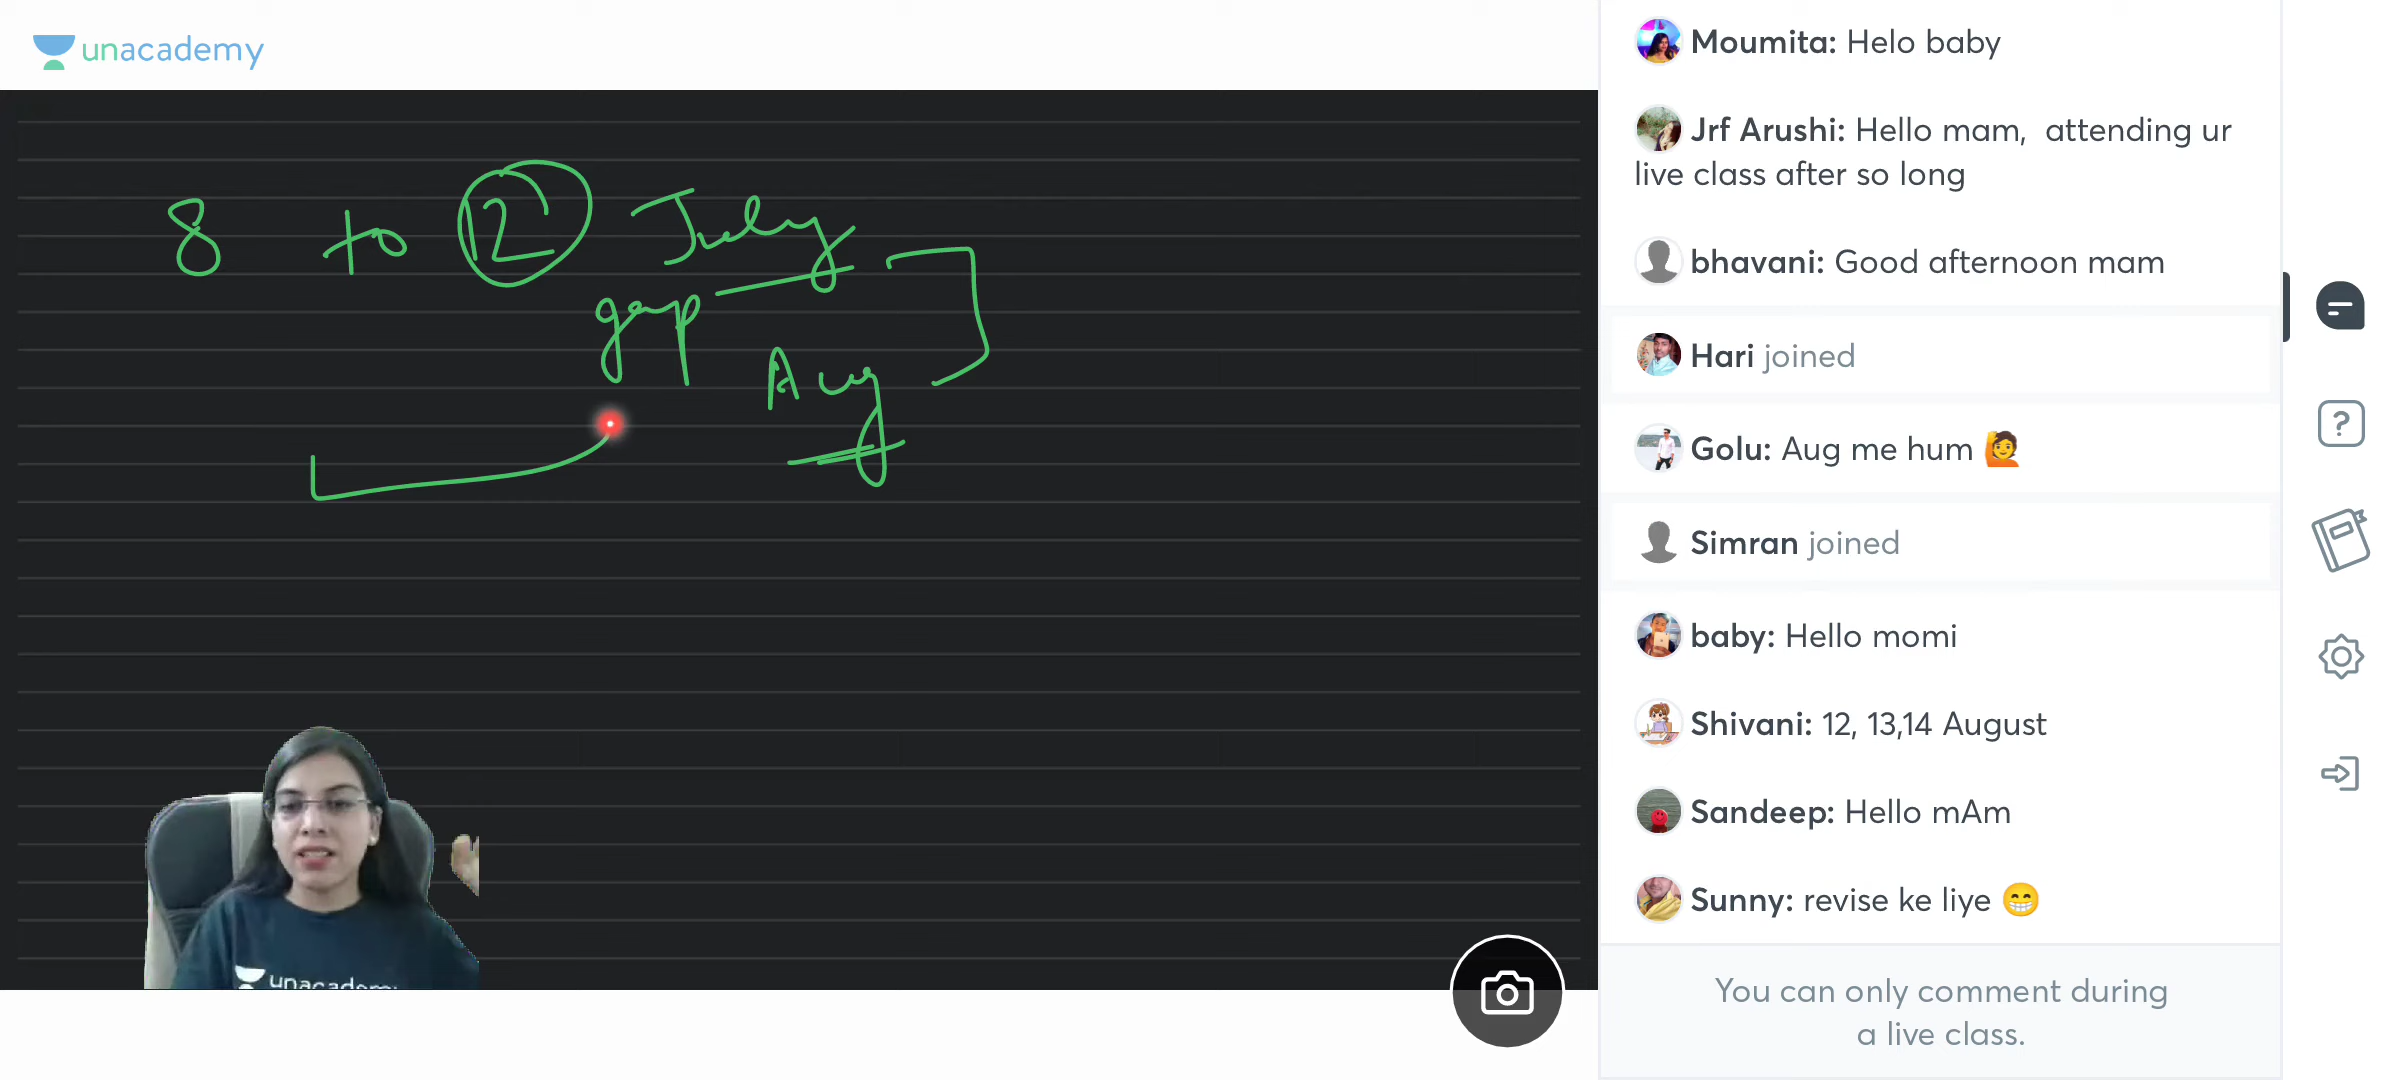 unacademy
8 to 12 July
gap
Aug
unacademy
Moumita: Helo baby
Jrf Arushi: Hello mam, attending ur
live class after so long
bhavani: Good afternoon mam
Hari joined
Golu: Aug me hum 🙋
Simran joined
baby: Hello momi
Shivani: 12, 13,14 August
Sandeep: Hello mAm
Sunny: revise ke liye 😁
You can only comment during
a live class.
?